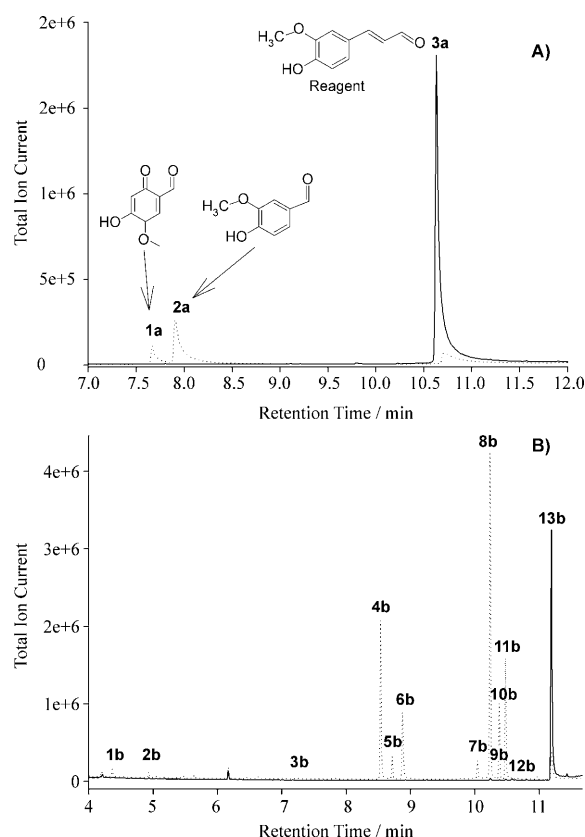 2e+6
2e+6
1e+6
5e+5
0
Total Ion Current
A)
H₃C
O
O
HO
Reagent
3a
O
O
HO
O
O
H₃C
O
HO
1a
2a
7.0 7.5 8.0 8.5 9.0 9.5 10.0 10.5 11.0 11.5 12.0
Retention Time / min
B)
4e+6
3e+6
2e+6
1e+6
0
Total Ion Current
8b
13b
4b
11b
6b
10b
5b
7b
9b
1b
2b
3b
12b
4 5 6 7 8 9 10 11
Retention Time / min